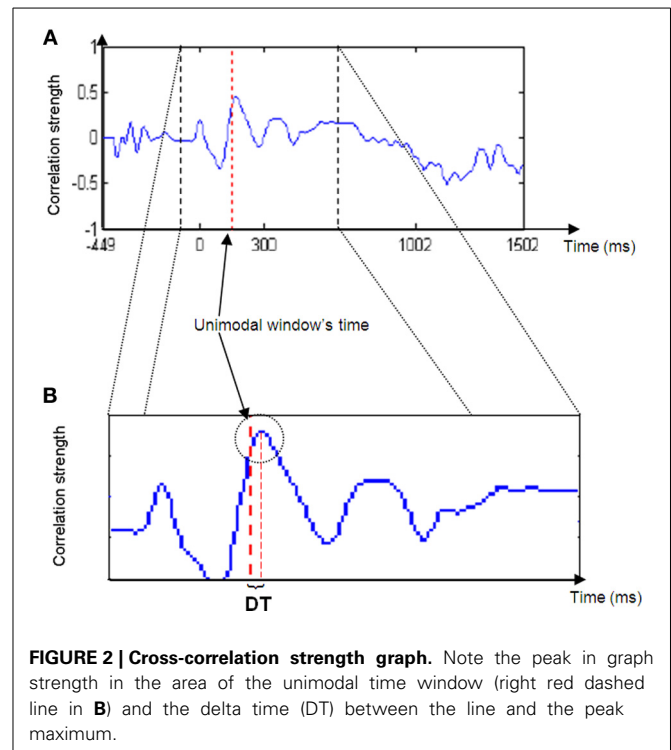 A
1
0.5
0
-0.5
-1
Correlation strength
-449
0
300
1002
1502
Time (ms)
Unimodal window's time
B
Correlation strength
DT
Time (ms)
FIGURE 2 | Cross-correlation strength graph. Note the peak in graph
strength in the area of the unimodal time window (right red dashed
line in B) and the delta time (DT) between the line and the peak
maximum.